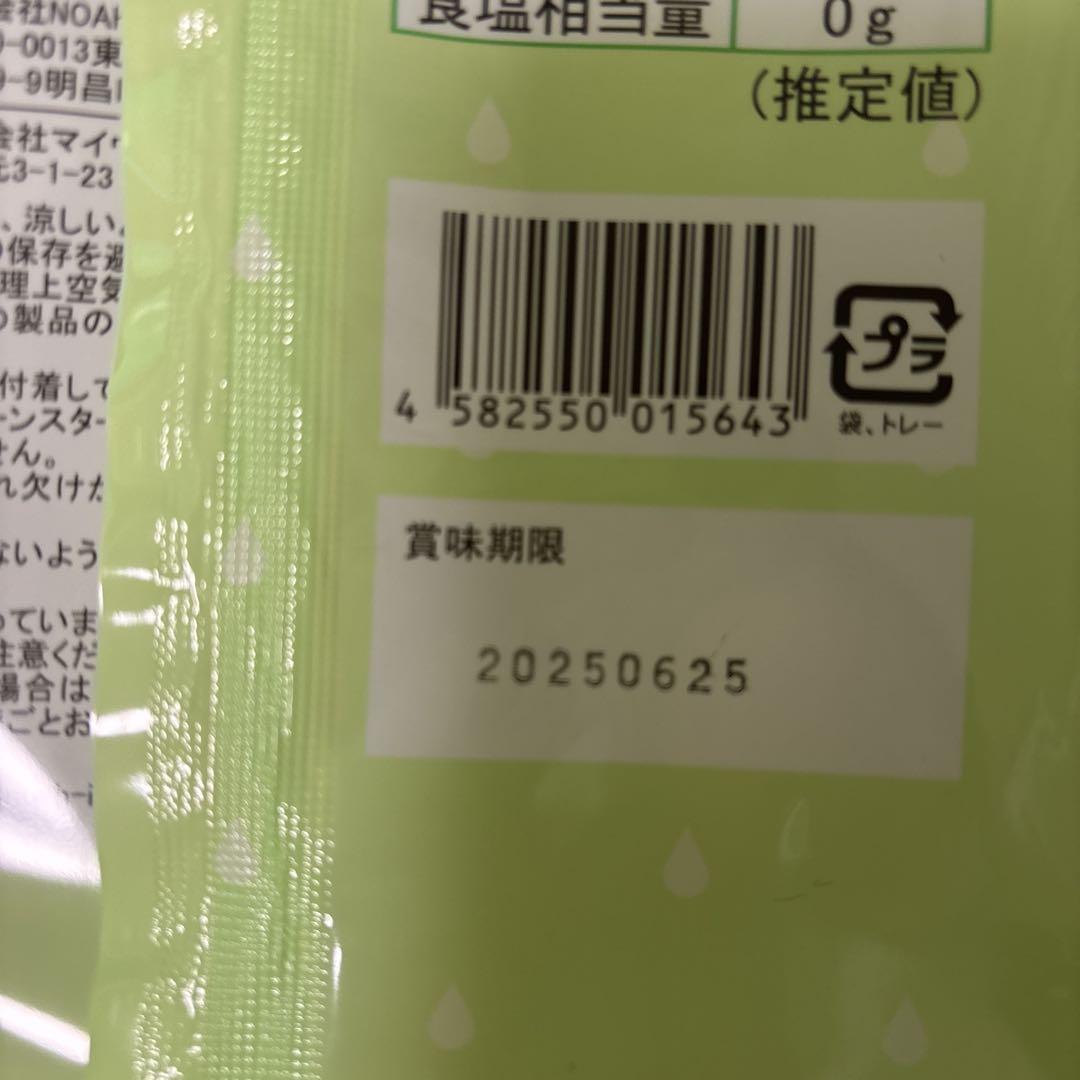 会社NOAH
9-0013東
9-9明昌
会社マイ
元3-1-23
、涼しい
の保存を避
理上空気
の製品の
付着して
ーンスター
せん。
れ欠けか
ないよう
っていま
注意くだ
場合は
ごとお
食塩相当量 0g
(推定値)
4 582550 015643
プラ
袋、トレー
賞味期限
20250625